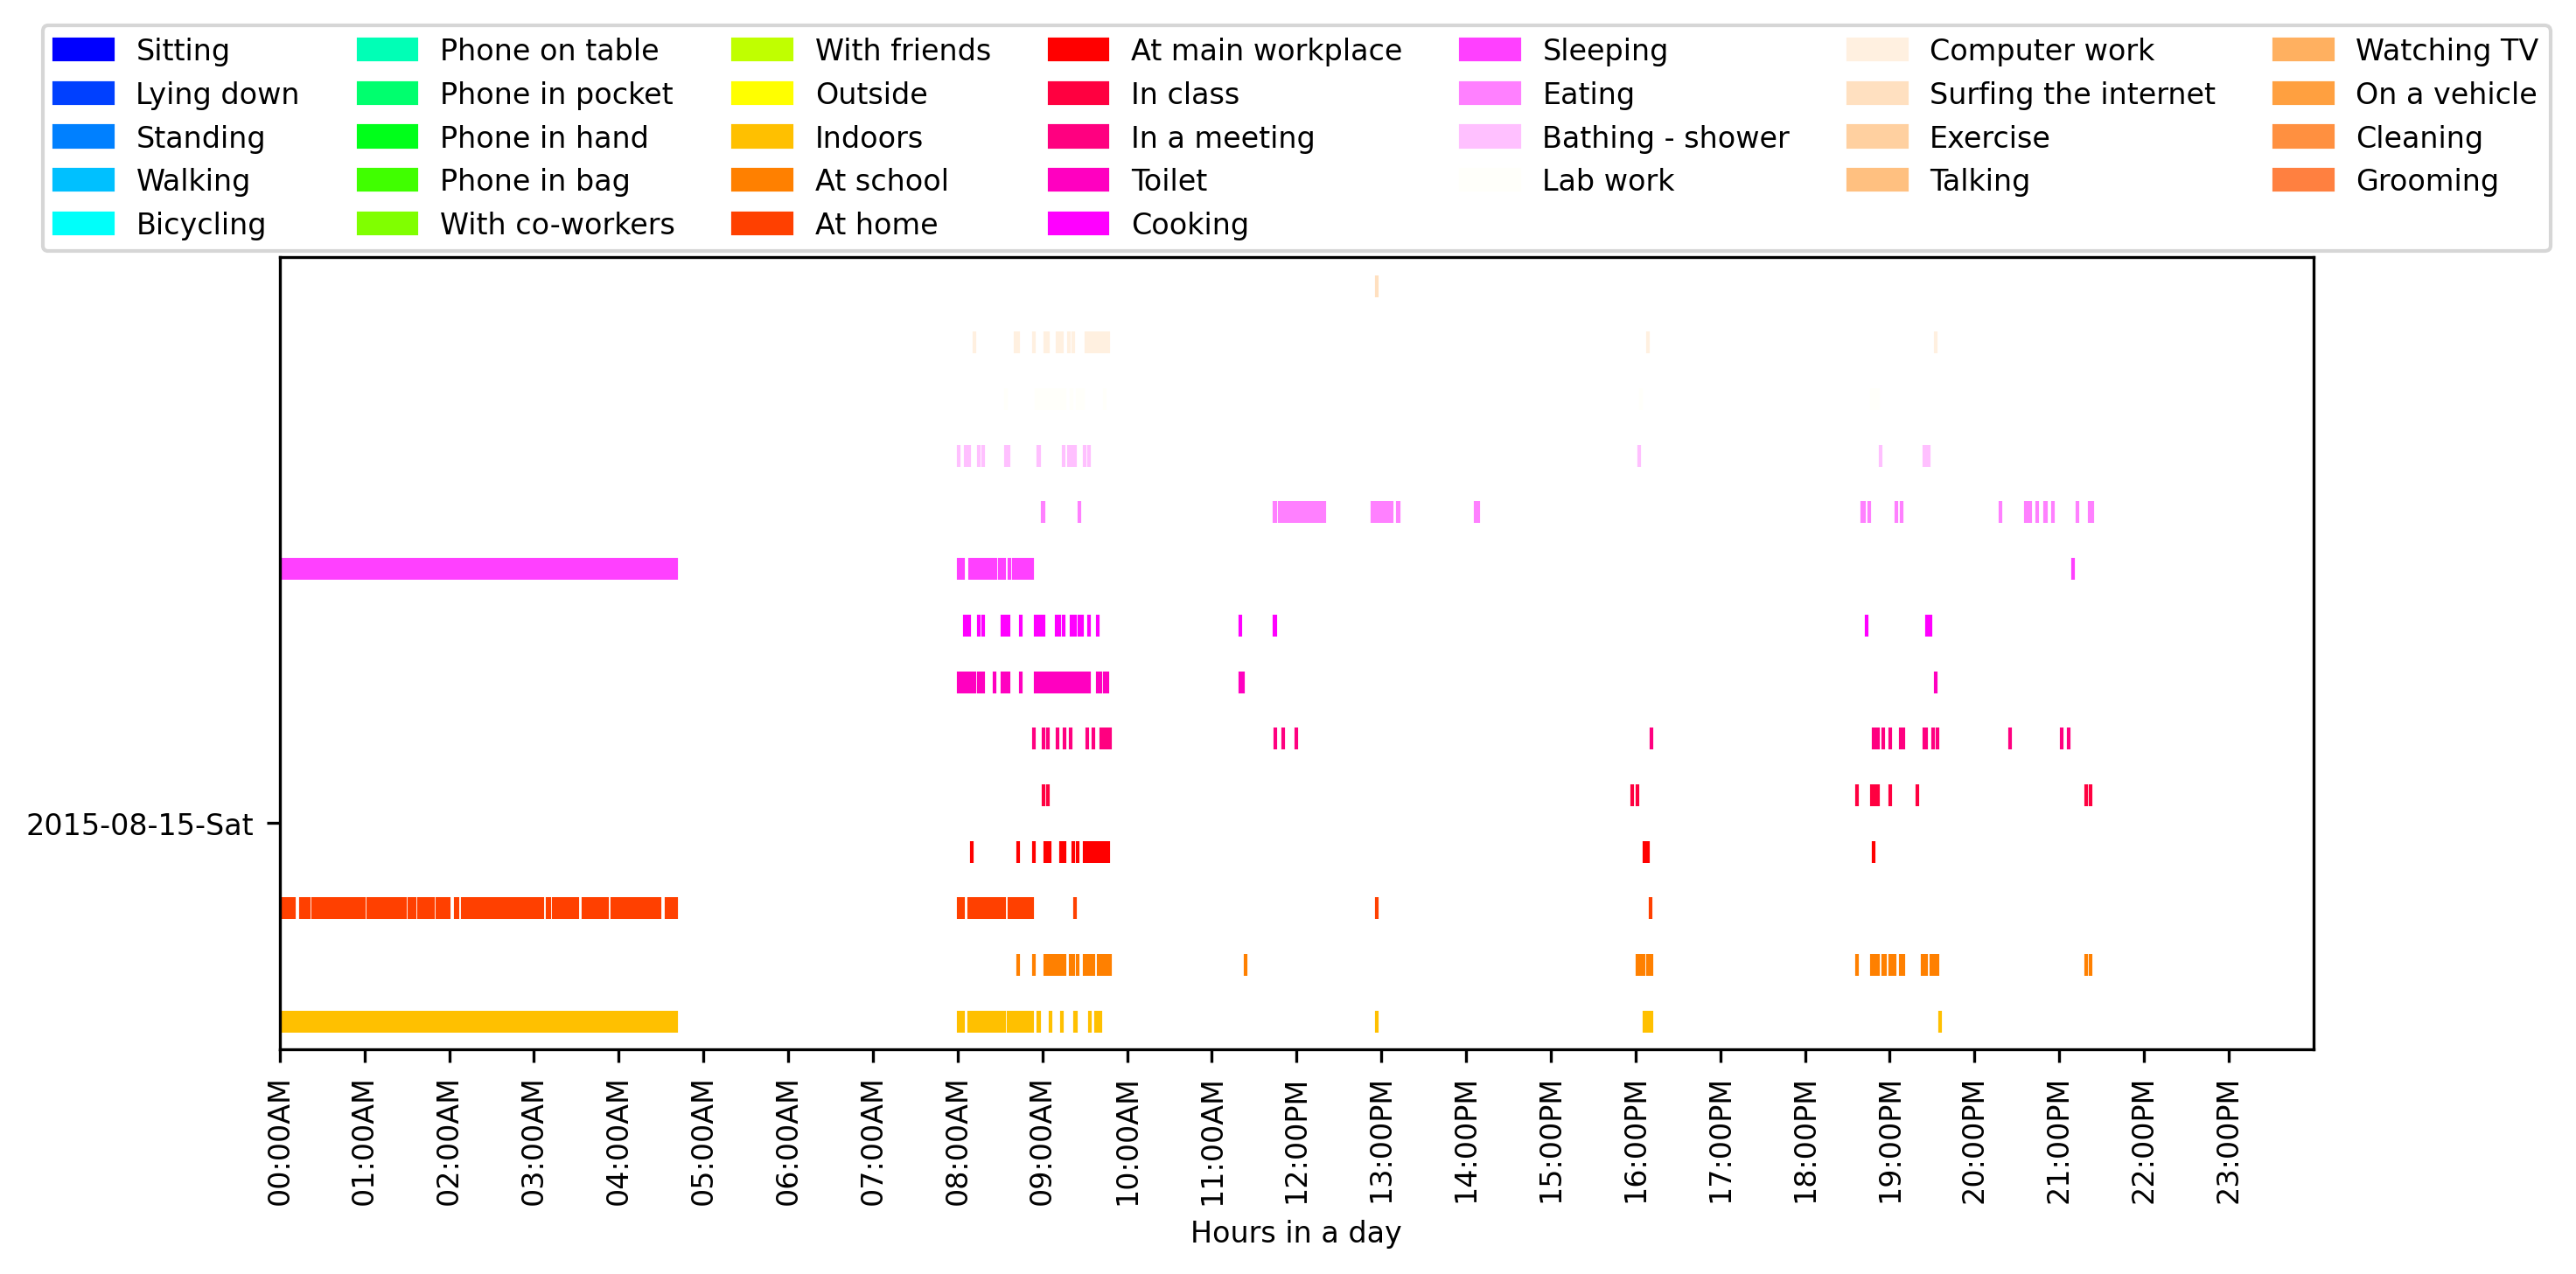 Sitting
Lying down
Standing
Walking
Bicycling
Phone on table
Phone in pocket
Phone in hand
Phone in bag
With co-workers
With friends
Outside
Indoors
At school
At home
At main workplace
In class
In a meeting
Toilet
Cooking
Sleeping
Eating
Bathing - shower
Lab work
Computer work
Surfing the internet
Exercise
Talking
Watching TV
On a vehicle
Cleaning
Grooming
2015-08-15-Sat
00:00AM
01:00AM
02:00AM
03:00AM
04:00AM
05:00AM
06:00AM
07:00AM
08:00AM
09:00AM
10:00AM
11:00AM
12:00PM
13:00PM
14:00PM
15:00PM
16:00PM
17:00PM
18:00PM
19:00PM
20:00PM
21:00PM
22:00PM
23:00PM
Hours in a day